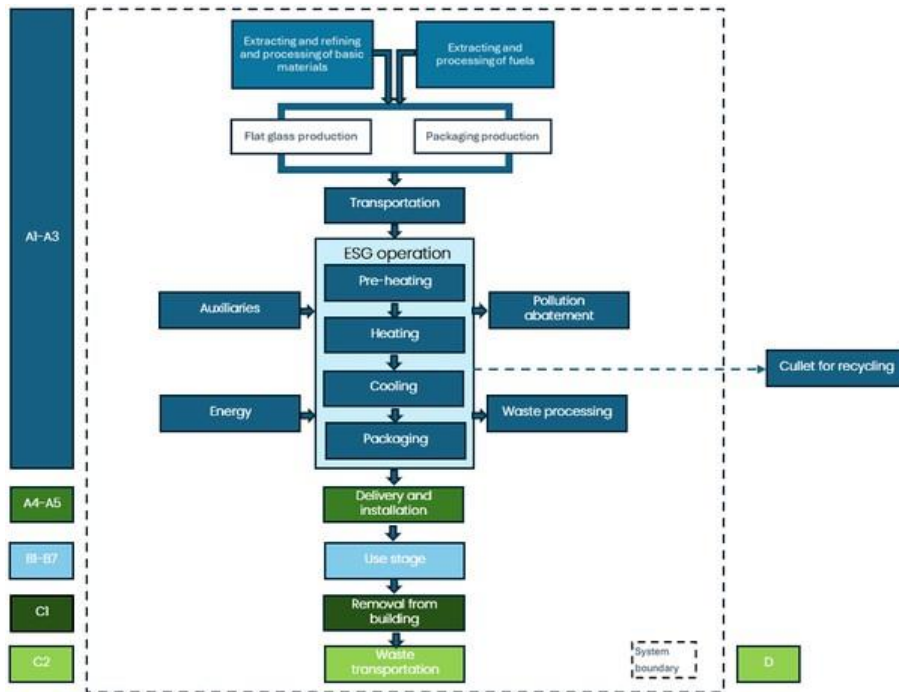 Extracting and refining
and processing of basic
materials
Extracting and
processing of fuels
Flat glass production
Packaging production
Transportation
A1-A3
ESG operation
Pre-heating
Auxiliaries
Pollution
abatement
Heating
Cullet for recycling
Cooling
Energy
Waste processing
Packaging
A4-A5
Delivery and
installation
B1-B7
Use stage
C1
Removal from
building
C2
Waste
transportation
System
boundary
D